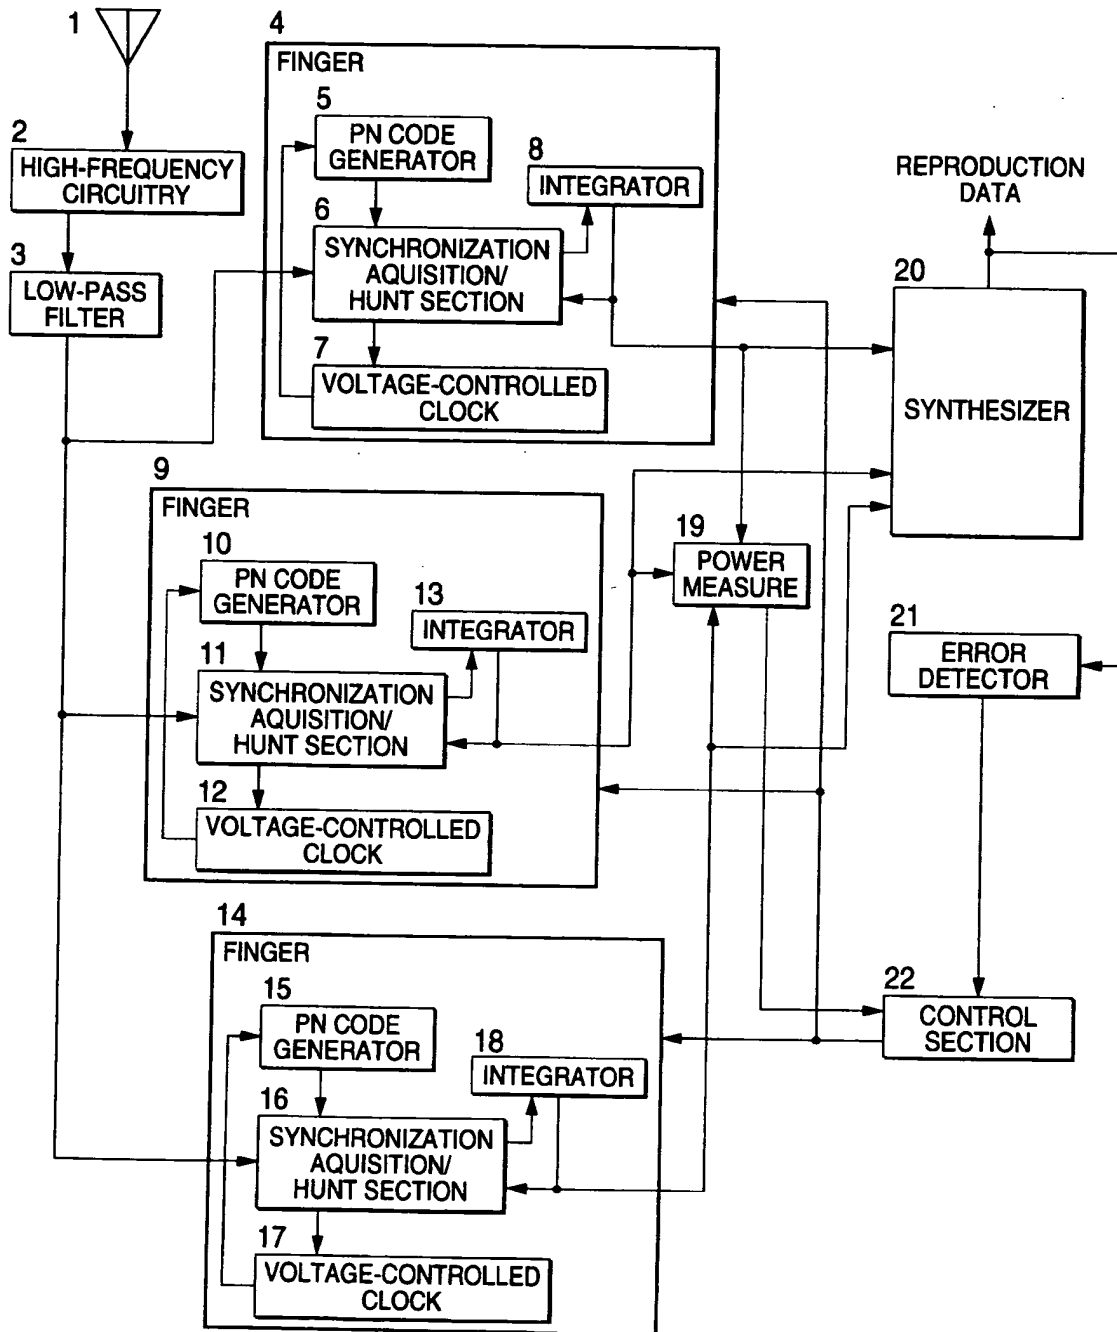 1
2
HIGH-FREQUENCY
CIRCUITRY
3
LOW-PASS
FILTER
4
FINGER
5
PN CODE
GENERATOR
6
SYNCHRONIZATION
AQUISITION/
HUNT SECTION
7
VOLTAGE-CONTROLLED
CLOCK
8
INTEGRATOR
9
FINGER
10
PN CODE
GENERATOR
11
SYNCHRONIZATION
AQUISITION/
HUNT SECTION
12
VOLTAGE-CONTROLLED
CLOCK
13
INTEGRATOR
14
FINGER
15
PN CODE
GENERATOR
16
SYNCHRONIZATION
AQUISITION/
HUNT SECTION
17
VOLTAGE-CONTROLLED
CLOCK
18
INTEGRATOR
19
POWER
MEASURE
REPRODUCTION
DATA
20
SYNTHESIZER
21
ERROR
DETECTOR
22
CONTROL
SECTION